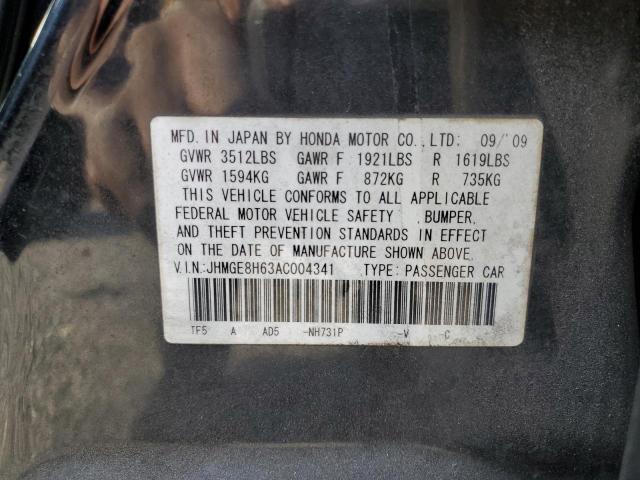 MFD. IN JAPAN BY HONDA MOTOR CO., LTD: 09/'09
GVWR 3512LBS GAWR F 1921LBS R 1619LBS
GVWR 1594KG GAWR F 872KG R 735KG
THIS VEHICLE CONFORMS TO ALL APPLICABLE
FEDERAL MOTOR VEHICLE SAFETY ,BUMPER,
AND THEFT PREVENTION STANDARDS IN EFFECT
ON THE DATE OF MANUFACTURE SHOWN ABOVE.
V.I.N:JHMGE8H63AC004341 TYPE: PASSENGER CAR
TF5 A AD5 -NH731P -V -C